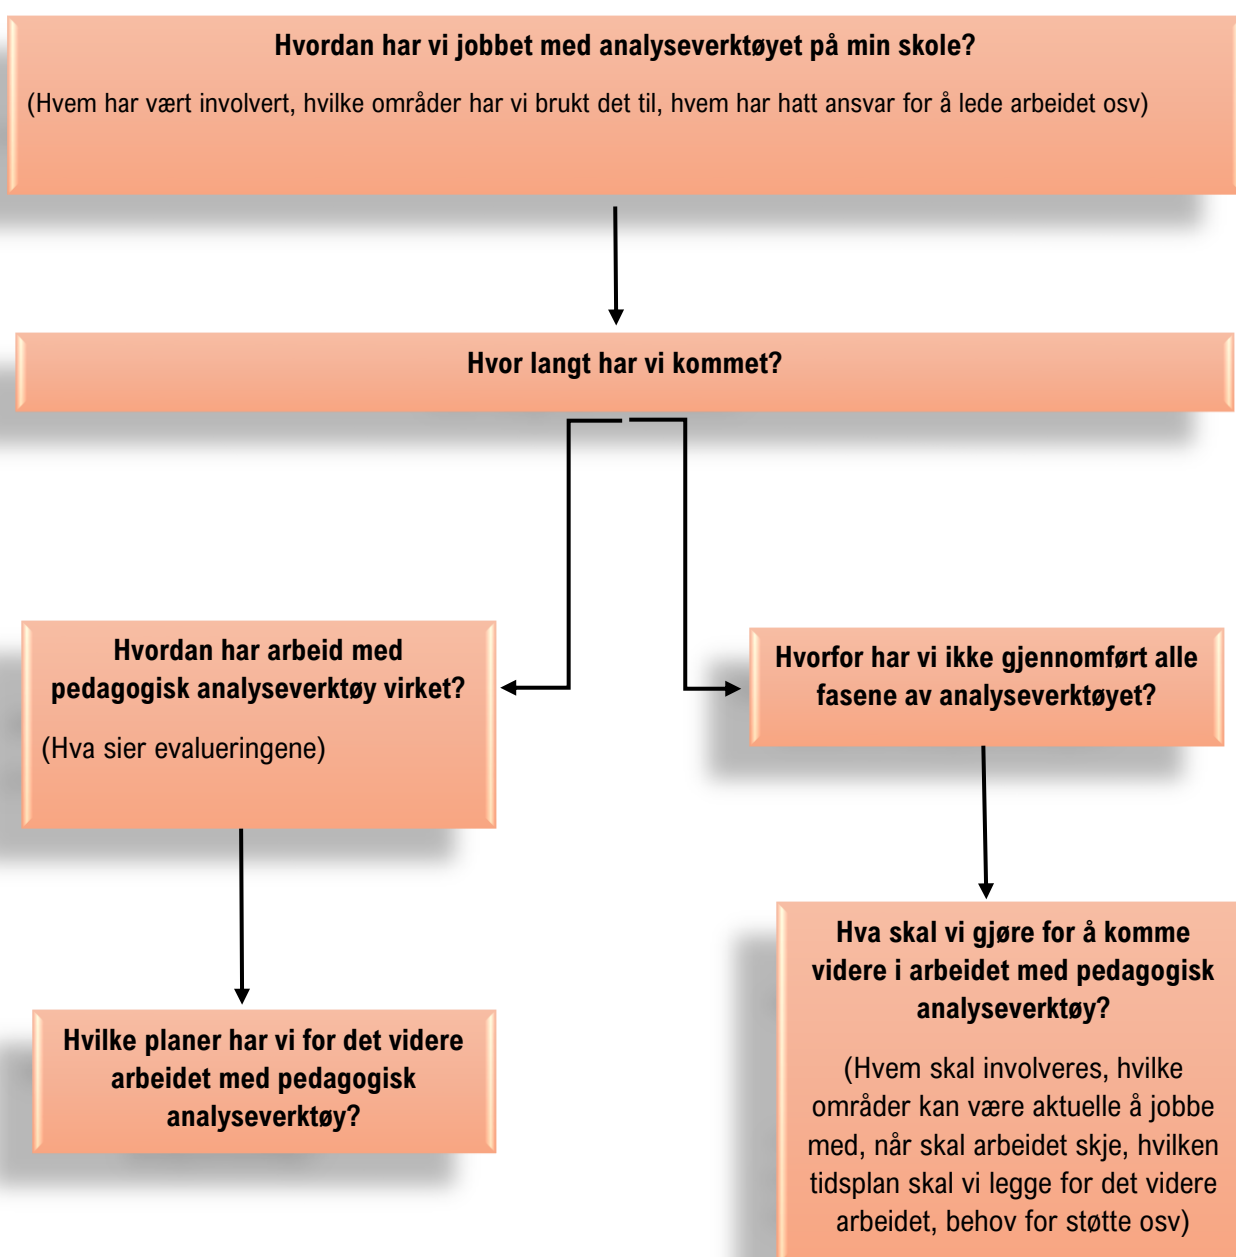 Hvordan har vi jobbet med analyseverktøyet på min skole?
(Hvem har vært involvert, hvilke områder har vi brukt det til, hvem har hatt ansvar for å lede arbeidet osv)
Hvor langt har vi kommet?
Hvordan har arbeid med
pedagogisk analyseverktøy virket?
(Hva sier evalueringene)
Hvorfor har vi ikke gjennomført alle
fasene av analyseverktøyet?
Hvilke planer har vi for det videre
arbeidet med pedagogisk
analyseverktøy?
Hva skal vi gjøre for å komme
videre i arbeidet med pedagogisk
analyseverktøy?
(Hvem skal involveres, hvilke
områder kan være aktuelle å jobbe
med, når skal arbeidet skje, hvilken
tidsplan skal vi legge for det videre
arbeidet, behov for støtte osv)